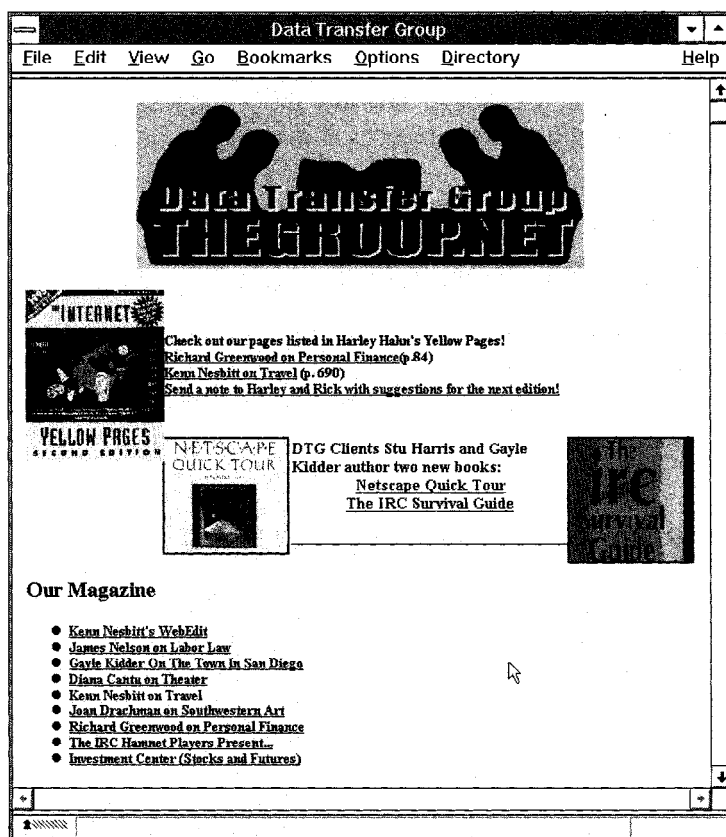 Data Transfer Group
File Edit View Go Bookmarks Options Directory Help
Data Transfer Group
THEGROUP.NET
THE INTERNET
YELLOW PAGES
SECOND EDITION
Check out our pages listed in Harley Hahn's Yellow Pages!
Richard Greenwood on Personal Finance(p.84)
Kenn Nesbitt on Travel (p. 690)
Send a note to Harley and Rick with suggestions for the next edition!
NETSCAPE
QUICK TOUR
DTG Clients Stu Harris and Gayle
Kidder author two new books:
Netscape Quick Tour
The IRC Survival Guide
The
irc
Survival
Guide
Our Magazine
Kenn Nesbitt's WebEdit
James Nelson on Labor Law
Gayle Kidder On The Town in San Diego
Diana Cantu on Theater
Kenn Nesbitt on Travel
Joan Drachman on Southwestern Art
Richard Greenwood on Personal Finance
The IRC Hamnet Players Present...
Investment Center (Stocks and Futures)